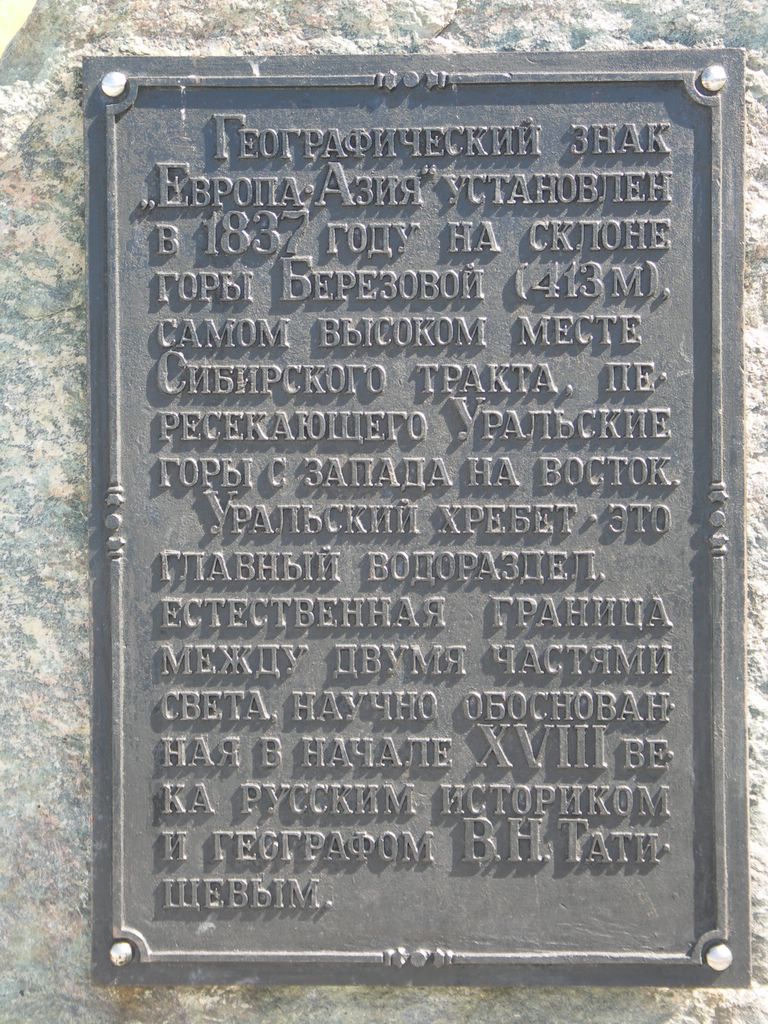 Географический знак
„Европа-Азия“ установлен
в 1837 году на склоне
горы Березовой (413 м),
самом высоком месте
Сибирского тракта, пе-
ресекающего Уральские
горы с запада на восток.
Уральский хребет - это
главный водораздел,
естественная граница
между двумя частями
света, научно обоснован-
ная в начале XVIII ве-
ка русским историком
и географом В.Н. Тати-
щевым.